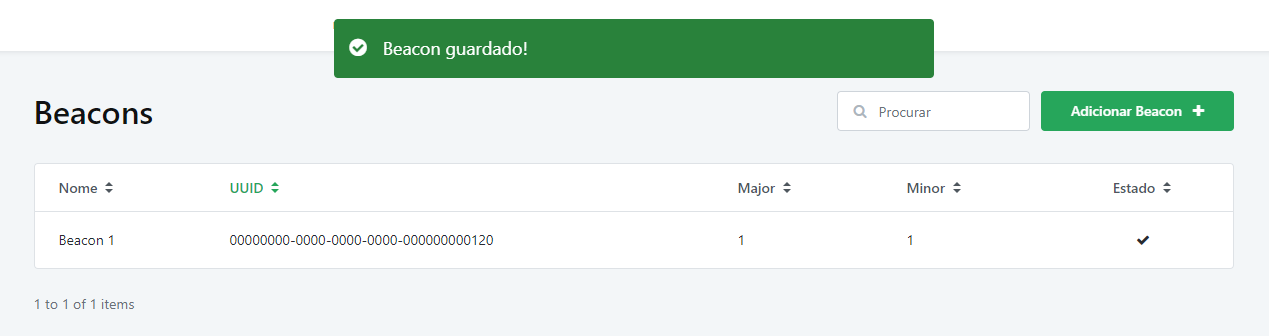 Beacon guardado!
Beacons
Procurar
Adicionar Beacon
Nome UUID Major Minor Estado
Beacon 1 00000000-0000-0000-0000-000000000120 1 1
1 to 1 of 1 items